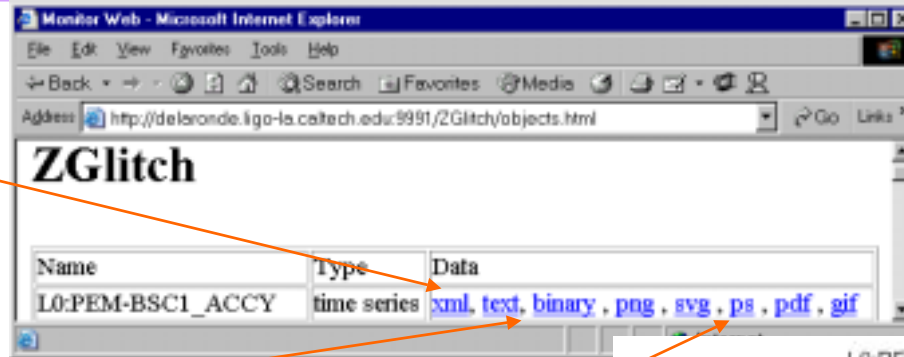 Monitor Web - Microsoft Internet Explorer
File Edit View Favorites Tools Help
Back Search Favorites Media
Address http://delaronde.ligo-la.caltech.edu:9991/ZGlitch/objects.html Go Links
ZGlitch
Name Type Data
L0:PEM-BSC1_ACCY time series xml, text, binary , png , svg , ps , pdf , gif